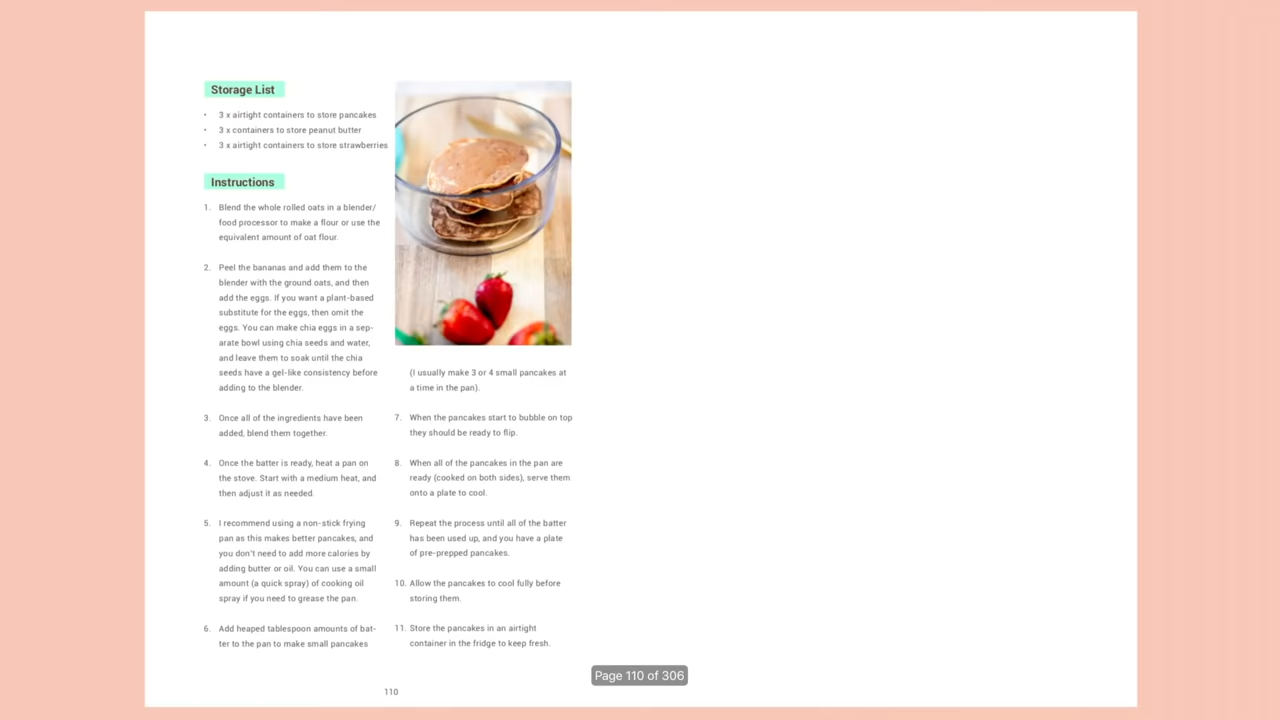 Storage List
• 3 x airtight containers to store pancakes
• 3 x containers to store peanut butter
• 3 x airtight containers to store strawberries
Instructions
1. Blend the whole rolled oats in a blender/
food processor to make a flour or use the
equivalent amount of oat flour.
2. Peel the bananas and add them to the
blender with the ground oats, and then
add the eggs. If you want a plant-based
substitute for the eggs, then omit the
eggs. You can make chia eggs in a sep-
arate bowl using chia seeds and water,
and leave them to soak until the chia
seeds have a gel-like consistency before
adding to the blender.
3. Once all of the ingredients have been
added, blend them together.
4. Once the batter is ready, heat a pan on
the stove. Start with a medium heat, and
then adjust it as needed.
5. I recommend using a non-stick frying
pan as this makes better pancakes, and
you don't need to add more calories by
adding butter or oil. You can use a small
amount (a quick spray) of cooking oil
spray if you need to grease the pan.
6. Add heaped tablespoon amounts of bat-
ter to the pan to make small pancakes
(I usually make 3 or 4 small pancakes at
a time in the pan).
7. When the pancakes start to bubble on top
they should be ready to flip.
8. When all of the pancakes in the pan are
ready (cooked on both sides), serve them
onto a plate to cool.
9. Repeat the process until all of the batter
has been used up, and you have a plate
of pre-prepped pancakes.
10. Allow the pancakes to cool fully before
storing them.
11. Store the pancakes in an airtight
container in the fridge to keep fresh.
110
Page 110 of 306